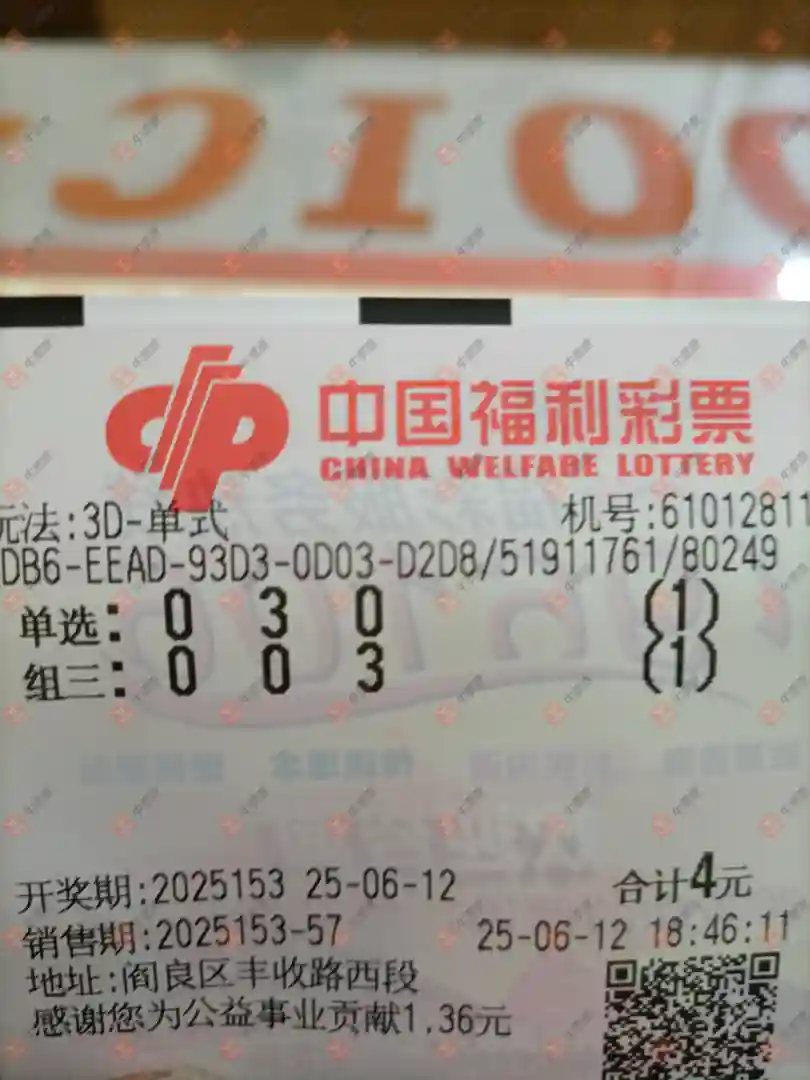 中国福利彩票
CHINA WELFARE LOTTERY
玩法:3D-单式 机号:61012811
DB6-EEAD-93D3-0D03-D2D8/51911761/80249
单选: 0 3 0 (1)
组三: 0 0 3 (1)
开奖期:2025153 25-06-12 合计4元
销售期:2025153-57 25-06-12 18:46:11
地址:阎良区丰收路西段
感谢您为公益事业贡献1.36元